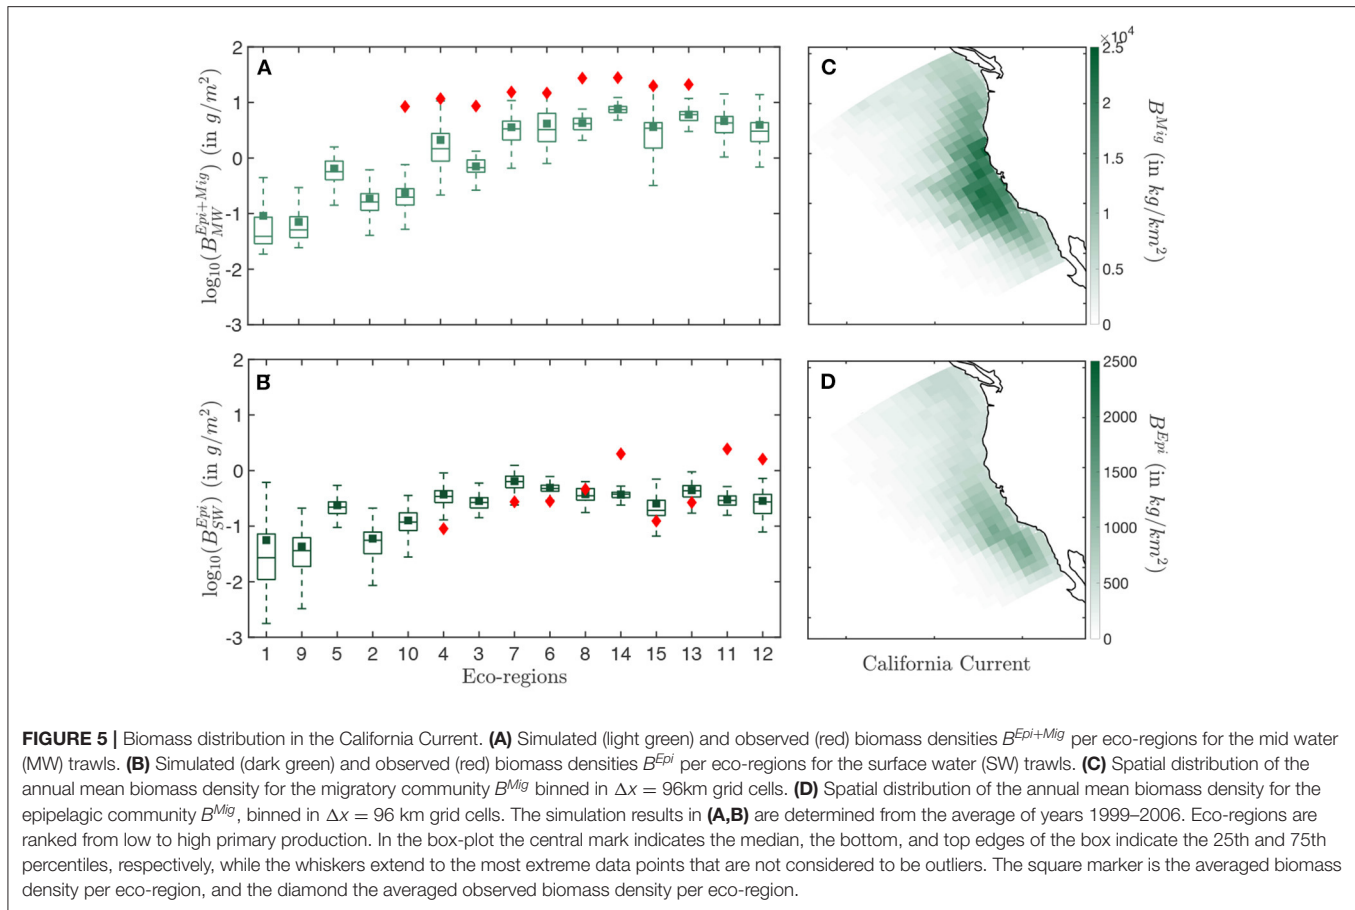 2
1
0
-1
-2
-3
log10(B^{Epi+Mig}_{MW}) (in g/m^2)
A
C
×10^4
2.5
2
1.5
1
0.5
0
B^{Mig} (in kg/km^2)
2
1
0
-1
-2
-3
log10(B^{Epi}_{SW}) (in g/m^2)
B
1 9 5 2 10 4 3 7 6 8 14 15 13 11 12
Eco-regions
D
2500
2000
1500
1000
500
0
B^{Epi} (in kg/km^2)
California Current
FIGURE 5 | Biomass distribution in the California Current. (A) Simulated (light green) and observed (red) biomass densities B^{Epi+Mig} per eco-regions for the mid water
(MW) trawls. (B) Simulated (dark green) and observed (red) biomass densities B^{Epi} per eco-regions for the surface water (SW) trawls. (C) Spatial distribution of the
annual mean biomass density for the migratory community B^{Mig} binned in Δx = 96km grid cells. (D) Spatial distribution of the annual mean biomass density for the
epipelagic community B^{Mig}, binned in Δx = 96 km grid cells. The simulation results in (A,B) are determined from the average of years 1999–2006. Eco-regions are
ranked from low to high primary production. In the box-plot the central mark indicates the median, the bottom, and top edges of the box indicate the 25th and 75th
percentiles, respectively, while the whiskers extend to the most extreme data points that are not considered to be outliers. The square marker is the averaged biomass
density per eco-region, and the diamond the averaged observed biomass density per eco-region.